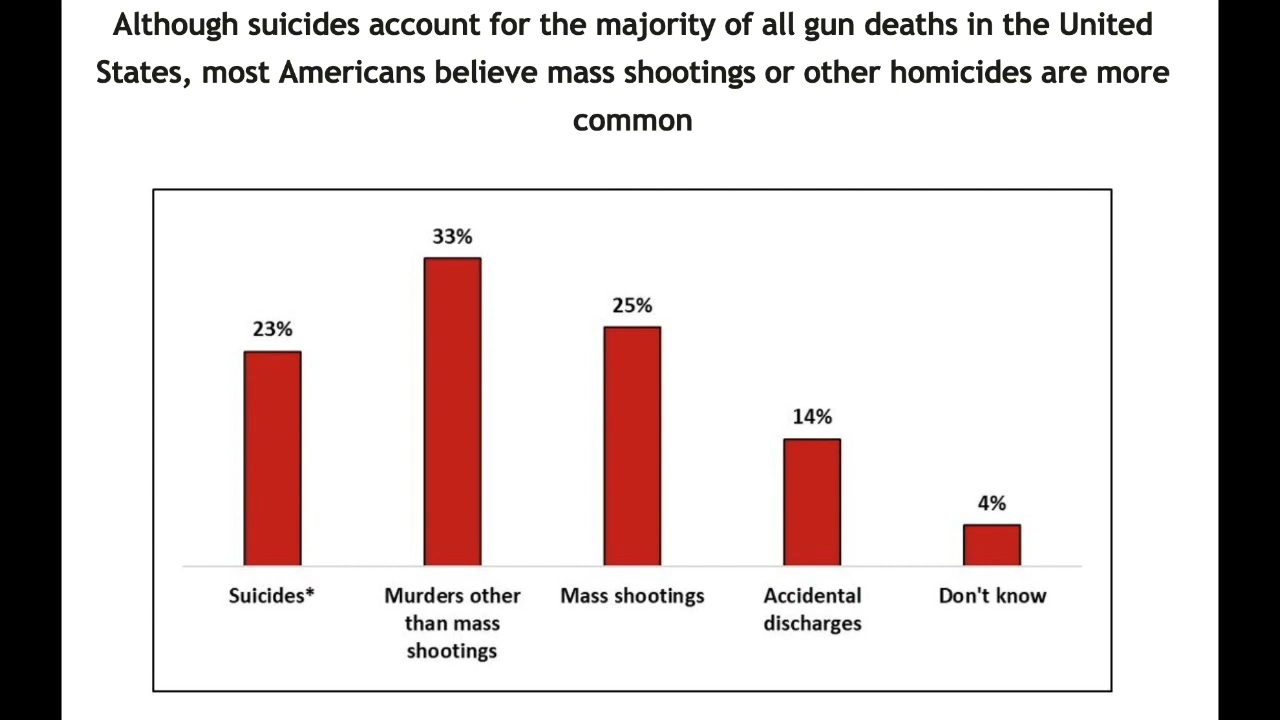 Although suicides account for the majority of all gun deaths in the United
States, most Americans believe mass shootings or other homicides are more
common
33%
25%
23%
14%
4%
Suicides*
Murders other
than mass
shootings
Mass shootings
Accidental
discharges
Don't know